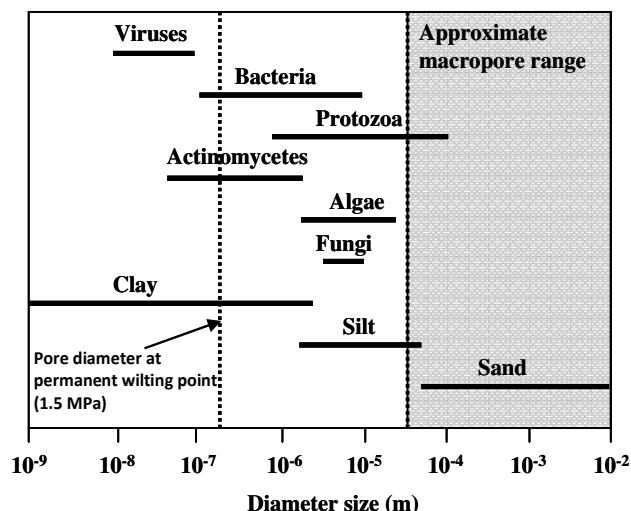 Viruses
Approximate
macropore range
Bacteria
Protozoa
Actinomycetes
Algae
Fungi
Clay
Silt
Pore diameter at
permanent wilting point
(1.5 MPa)
Sand
10-9 10-8 10-7 10-6 10-5 10-4 10-3 10-2
Diameter size (m)